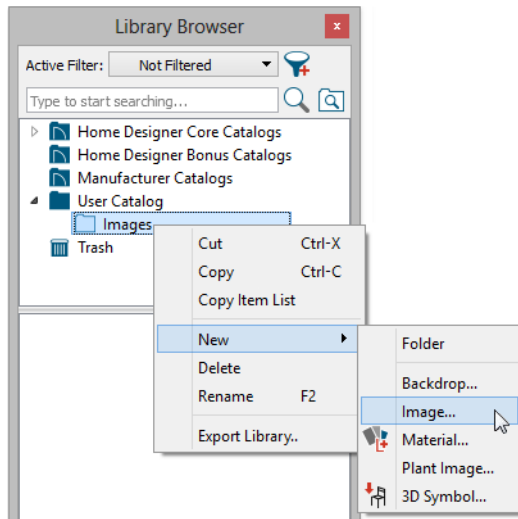 Library Browser
x
Active Filter: Not Filtered
Type to start searching...
Home Designer Core Catalogs
Home Designer Bonus Catalogs
Manufacturer Catalogs
User Catalog
Images
Trash
Cut Ctrl-X
Copy Ctrl-C
Copy Item List
New
Delete
Rename F2
Export Library..
Folder
Backdrop...
Image...
Material...
Plant Image...
3D Symbol...